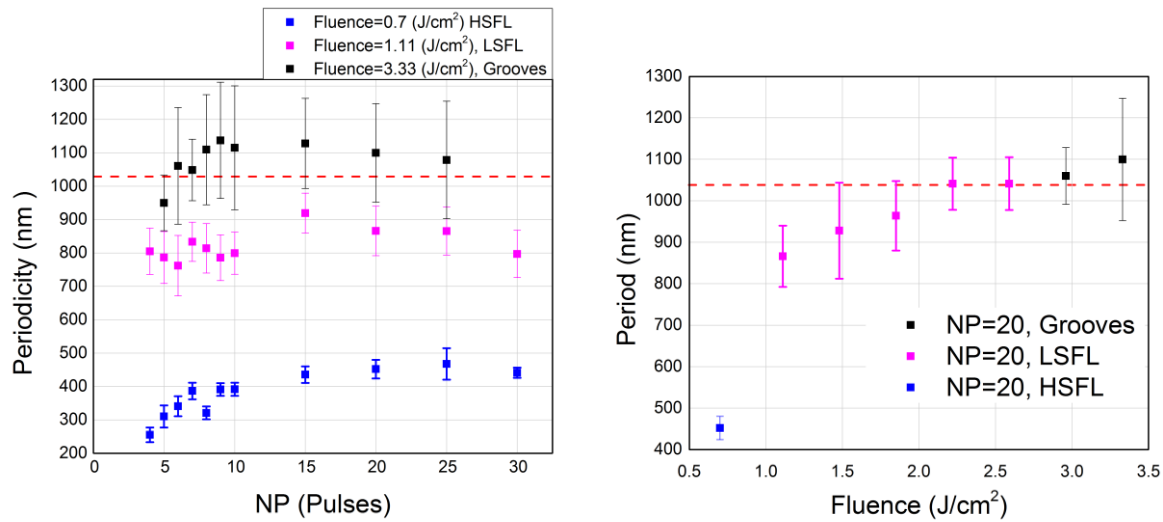 Fluence=0.7 (J/cm²) HSFL
Fluence=1.11 (J/cm²), LSFL
Fluence=3.33 (J/cm²), Grooves
1300
1200
1100
1000
900
800
700
600
500
400
300
200
0 5 10 15 20 25 30
Periodicity (nm )
NP (Pulses)
1300
1200
1100
1000
900
800
700
600
500
400
0.5 1.0 1.5 2.0 2.5 3.0 3.5
Period (nm)
Fluence (J/cm²)
NP=20, Grooves
NP=20, LSFL
NP=20, HSFL